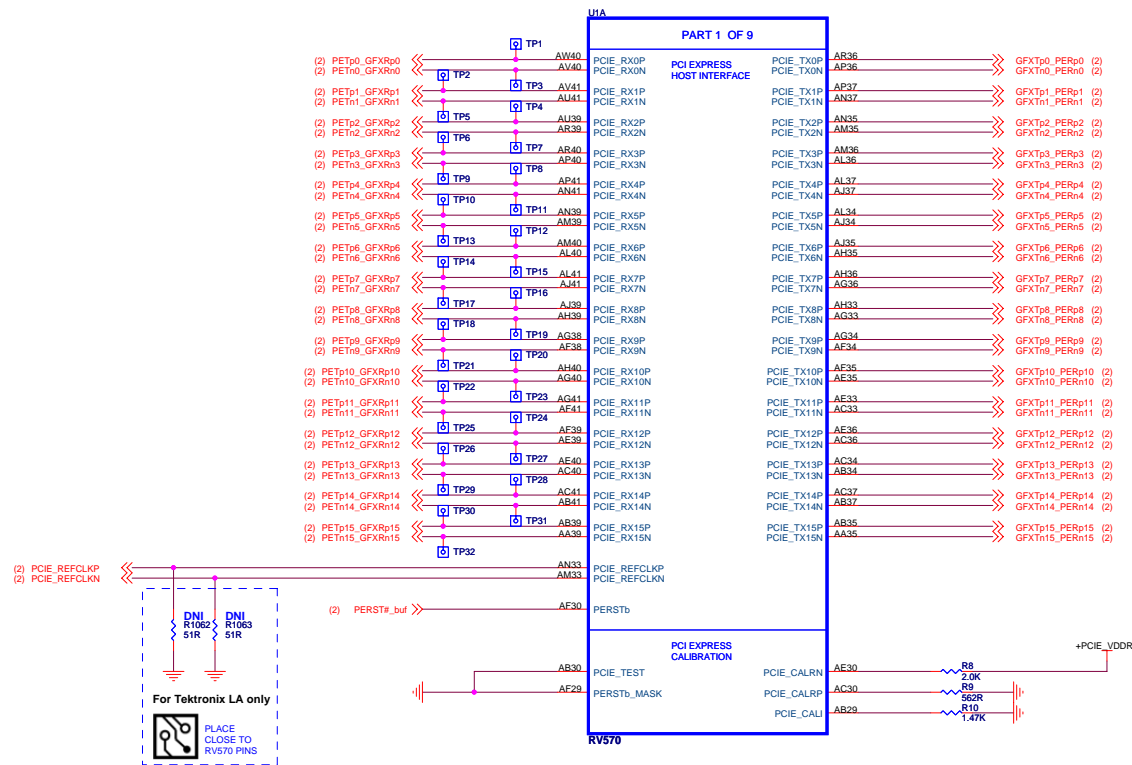 U1A
PART 1 OF 9
PCI EXPRESS
HOST INTERFACE
TP1
(2) PETp0_GFXRp0 AW40 PCIE_RX0P PCIE_TX0P AR36 GFXTp0_PERp0 (2)
(2) PETn0_GFXRn0 AV40 PCIE_RX0N PCIE_TX0N AP36 GFXTn0_PERn0 (2)
TP2
TP3
(2) PETp1_GFXRp1 AV41 PCIE_RX1P PCIE_TX1P AP37 GFXTp1_PERp1 (2)
(2) PETn1_GFXRn1 AU41 PCIE_RX1N PCIE_TX1N AN37 GFXTn1_PERn1 (2)
TP4
TP5
(2) PETp2_GFXRp2 AU39 PCIE_RX2P PCIE_TX2P AN35 GFXTp2_PERp2 (2)
(2) PETn2_GFXRn2 AR39 PCIE_RX2N PCIE_TX2N AM35 GFXTn2_PERn2 (2)
TP6
TP7
(2) PETp3_GFXRp3 AR40 PCIE_RX3P PCIE_TX3P AM36 GFXTp3_PERp3 (2)
(2) PETn3_GFXRn3 AP40 PCIE_RX3N PCIE_TX3N AL36 GFXTn3_PERn3 (2)
TP8
TP9
(2) PETp4_GFXRp4 AP41 PCIE_RX4P PCIE_TX4P AL37 GFXTp4_PERp4 (2)
(2) PETn4_GFXRn4 AN41 PCIE_RX4N PCIE_TX4N AJ37 GFXTn4_PERn4 (2)
TP10
TP11
(2) PETp5_GFXRp5 AN39 PCIE_RX5P PCIE_TX5P AL34 GFXTp5_PERp5 (2)
(2) PETn5_GFXRn5 AM39 PCIE_RX5N PCIE_TX5N AJ34 GFXTn5_PERn5 (2)
TP12
TP13
(2) PETp6_GFXRp6 AM40 PCIE_RX6P PCIE_TX6P AJ35 GFXTp6_PERp6 (2)
(2) PETn6_GFXRn6 AL40 PCIE_RX6N PCIE_TX6N AH35 GFXTn6_PERn6 (2)
TP14
TP15
(2) PETp7_GFXRp7 AL41 PCIE_RX7P PCIE_TX7P AH36 GFXTp7_PERp7 (2)
(2) PETn7_GFXRn7 AJ41 PCIE_RX7N PCIE_TX7N AG36 GFXTn7_PERn7 (2)
TP16
TP17
(2) PETp8_GFXRp8 AJ39 PCIE_RX8P PCIE_TX8P AH33 GFXTp8_PERp8 (2)
(2) PETn8_GFXRn8 AH39 PCIE_RX8N PCIE_TX8N AG33 GFXTn8_PERn8 (2)
TP18
TP19
(2) PETp9_GFXRp9 AG38 PCIE_RX9P PCIE_TX9P AG34 GFXTp9_PERp9 (2)
(2) PETn9_GFXRn9 AF38 PCIE_RX9N PCIE_TX9N AF34 GFXTn9_PERn9 (2)
TP20
TP21
(2) PETp10_GFXRp10 AH40 PCIE_RX10P PCIE_TX10P AF35 GFXTp10_PERp10 (2)
(2) PETn10_GFXRn10 AG40 PCIE_RX10N PCIE_TX10N AE35 GFXTn10_PERn10 (2)
TP22
TP23
(2) PETp11_GFXRp11 AG41 PCIE_RX11P PCIE_TX11P AE33 GFXTp11_PERp11 (2)
(2) PETn11_GFXRn11 AF41 PCIE_RX11N PCIE_TX11N AC33 GFXTn11_PERn11 (2)
TP24
TP25
(2) PETp12_GFXRp12 AF39 PCIE_RX12P PCIE_TX12P AE36 GFXTp12_PERp12 (2)
(2) PETn12_GFXRn12 AE39 PCIE_RX12N PCIE_TX12N AC36 GFXTn12_PERn12 (2)
TP26
TP27
(2) PETp13_GFXRp13 AE40 PCIE_RX13P PCIE_TX13P AC34 GFXTp13_PERp13 (2)
(2) PETn13_GFXRn13 AC40 PCIE_RX13N PCIE_TX13N AB34 GFXTn13_PERn13 (2)
TP28
TP29
(2) PETp14_GFXRp14 AC41 PCIE_RX14P PCIE_TX14P AC37 GFXTp14_PERp14 (2)
(2) PETn14_GFXRn14 AB41 PCIE_RX14N PCIE_TX14N AB37 GFXTn14_PERn14 (2)
TP30
TP31
(2) PETp15_GFXRp15 AB39 PCIE_RX15P PCIE_TX15P AB35 GFXTp15_PERp15 (2)
(2) PETn15_GFXRn15 AA39 PCIE_RX15N PCIE_TX15N AA35 GFXTn15_PERn15 (2)
TP32
(2) PCIE_REFCLKP AN33 PCIE_REFCLKP
(2) PCIE_REFCLKN AM33 PCIE_REFCLKN
(2) PERST#_buf AF30 PERSTb
DNI DNI
R1062 R1063
51R 51R
PCI EXPRESS
CALIBRATION
+PCIE_VDDR
AB30 PCIE_TEST PCIE_CALRN AE30 R8
2.0K
AF29 PERSTb_MASK PCIE_CALRP AC30 R9
562R
PCIE_CALI AB29 R10
1.47K
RV570
For Tektronix LA only
PLACE
CLOSE TO
RV570 PINS